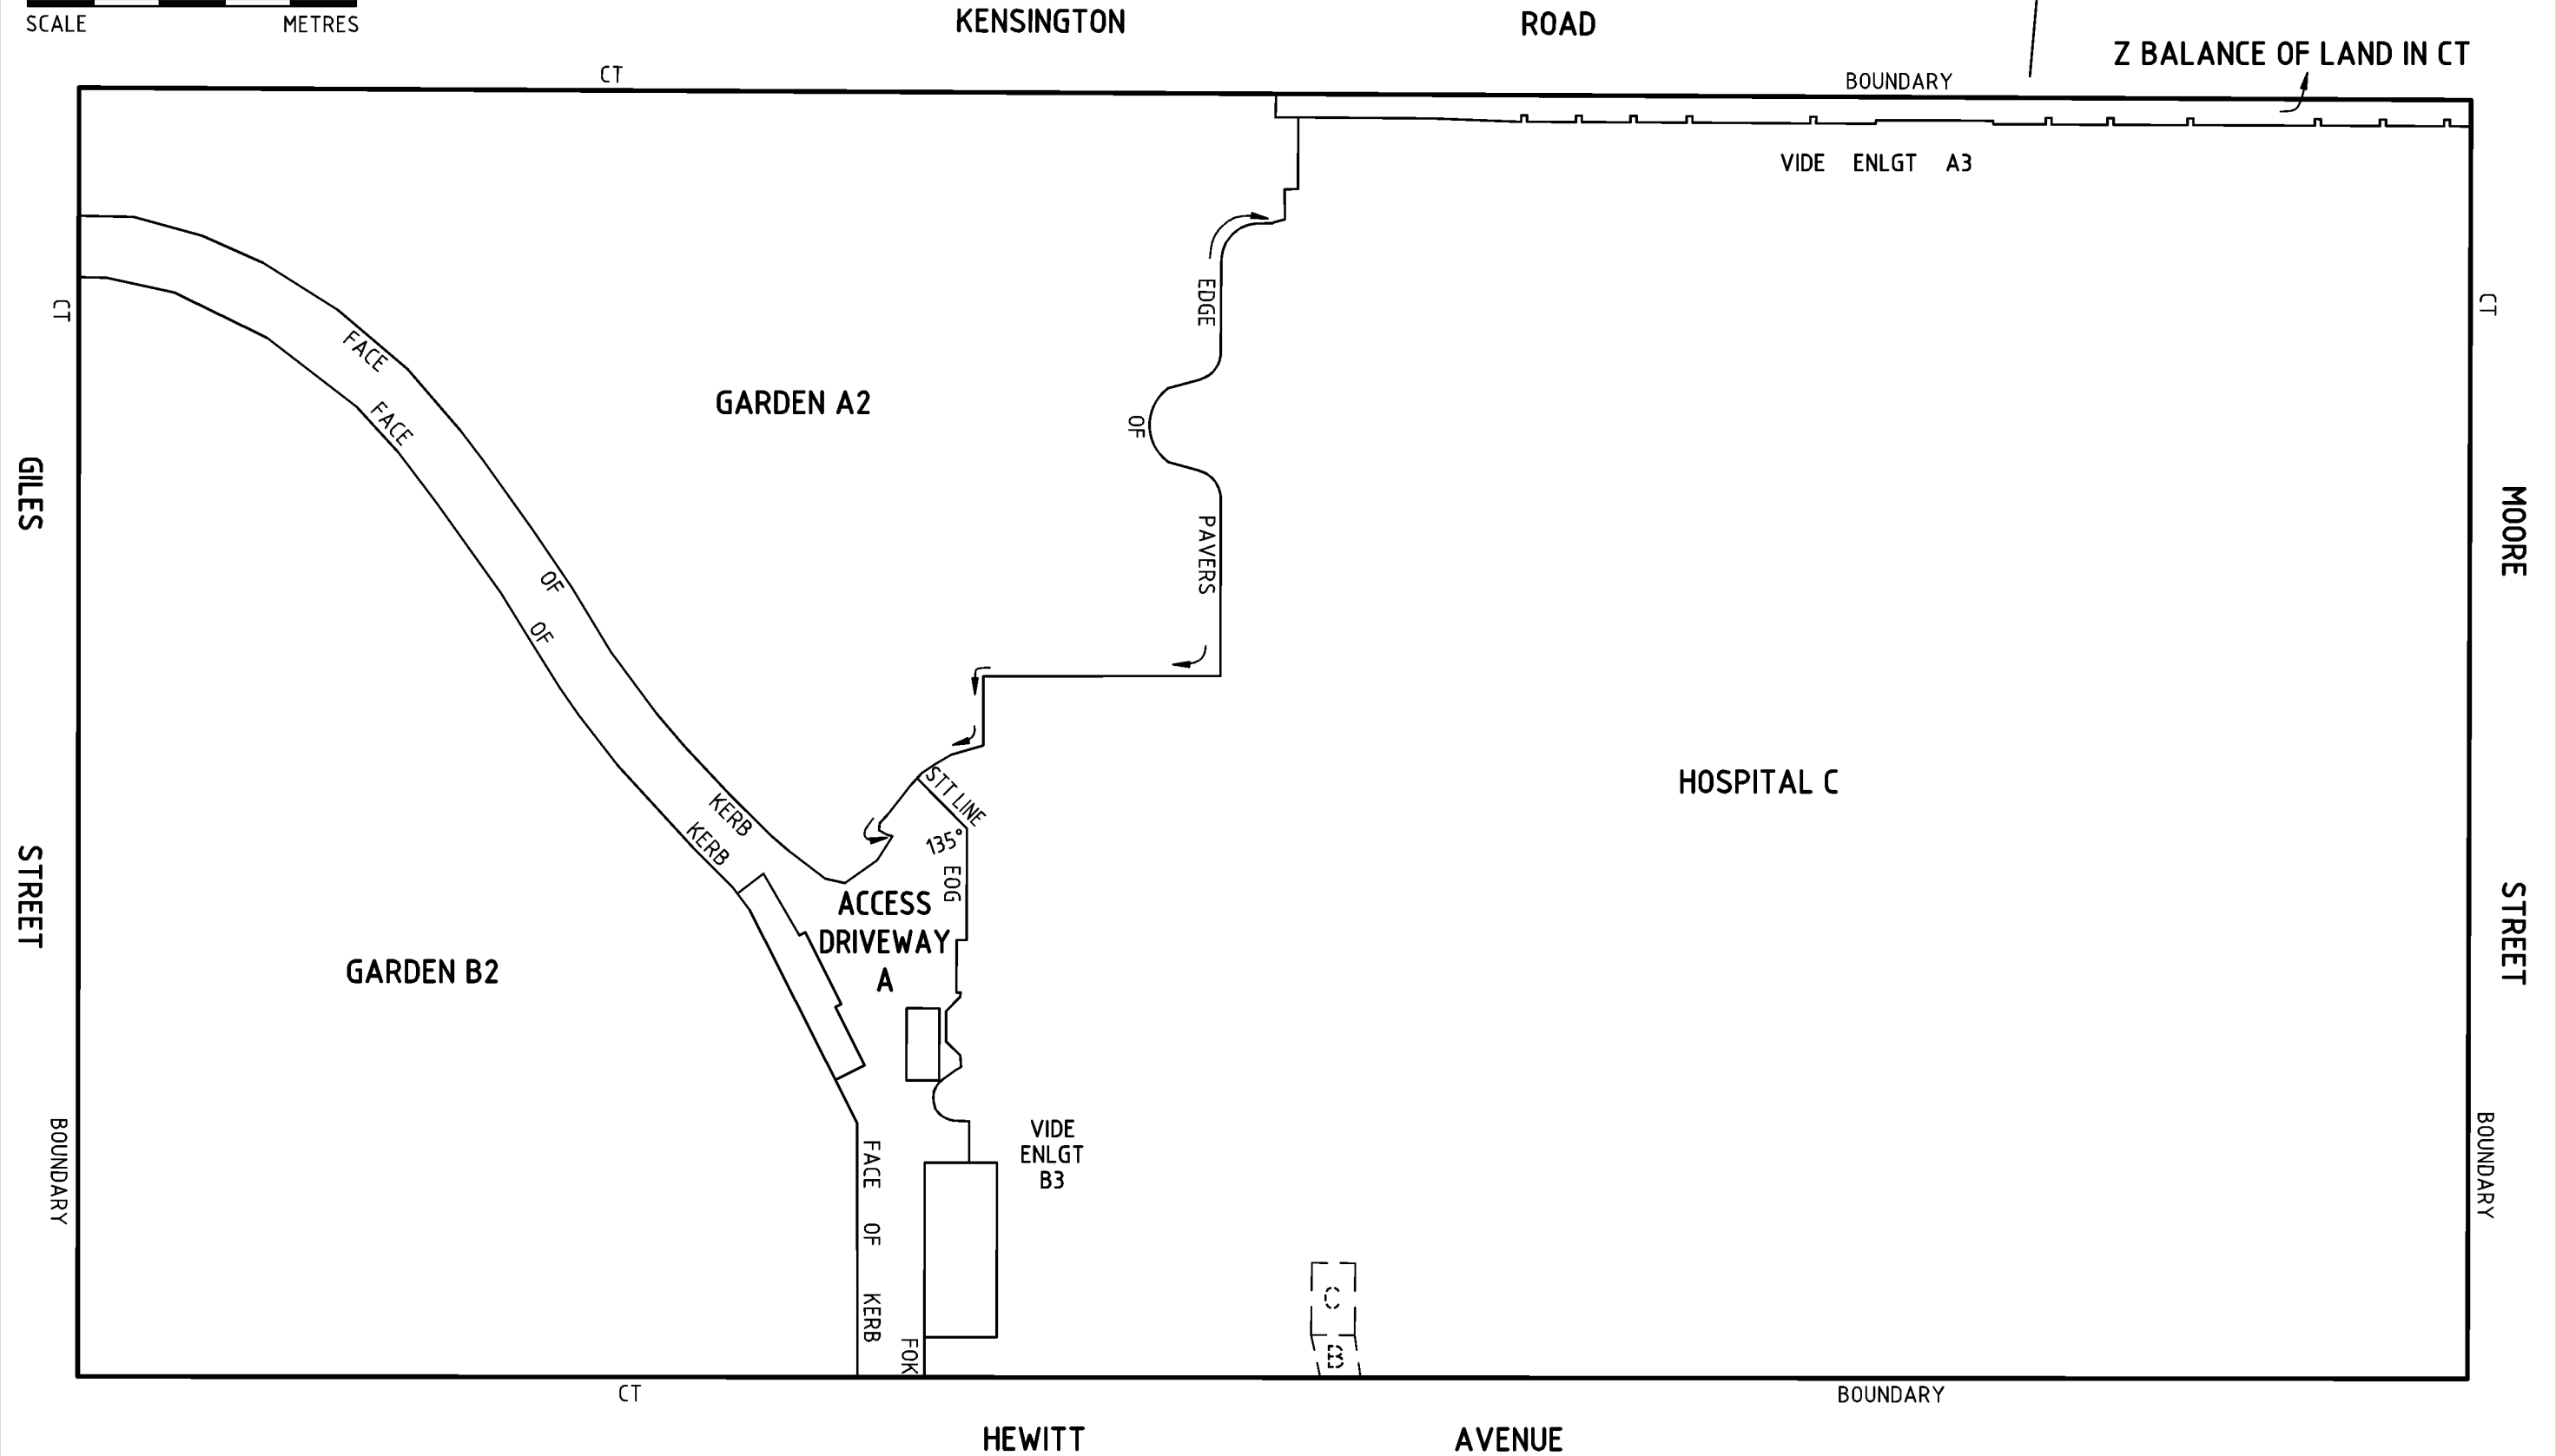 SCALE METRES
KENSINGTON ROAD
Z BALANCE OF LAND IN CT
CT
BOUNDARY
VIDE ENLGT A3
CT
CT
FACE
EDGE
GARDEN A2
FACE
OF
GILES
MOORE
PAVERS
OF
OF
STT LINE
HOSPITAL C
KERB
KERB
135°
EOG
STREET
STREET
ACCESS
DRIVEWAY
A
GARDEN B2
BOUNDARY
BOUNDARY
VIDE
ENLGT
B3
FACE OF KERB
FOK
C
B
CT
BOUNDARY
HEWITT AVENUE